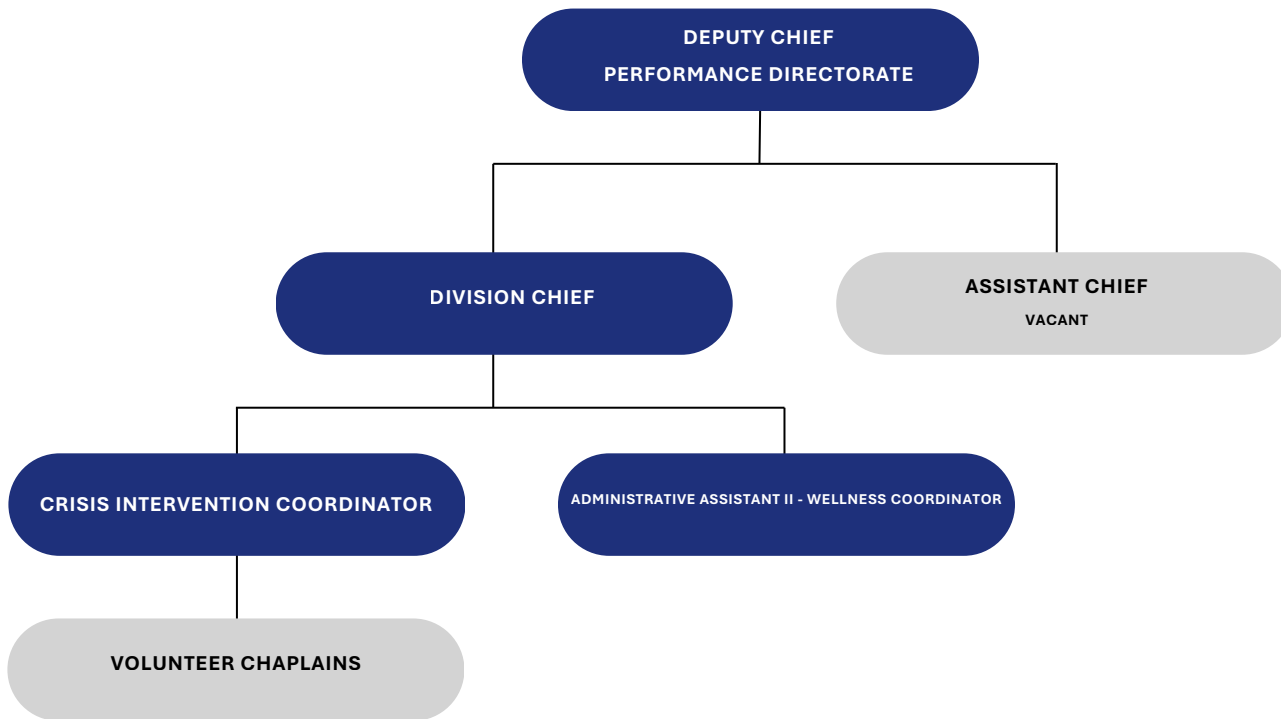 DEPUTY CHIEF
PERFORMANCE DIRECTORATE
DIVISION CHIEF
ASSISTANT CHIEF
VACANT
CRISIS INTERVENTION COORDINATOR
ADMINISTRATIVE ASSISTANT II - WELLNESS COORDINATOR
VOLUNTEER CHAPLAINS